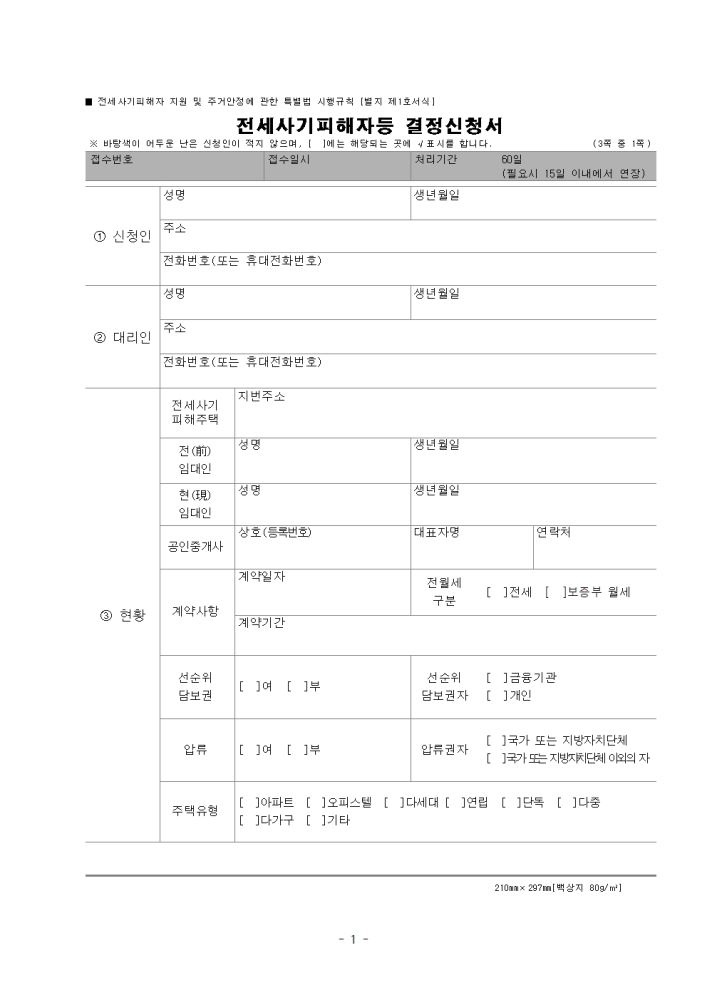 ■ 전세사기피해자 지원 및 주거안정에 관한 특별법 시행규칙 [별지 제1호서식]
전세사기피해자등 결정신청서
※ 바탕색이 어두운 난은 신청인이 적지 않으며, [  ]에는 해당되는 곳에 √ 표시를 합니다. (3쪽 중 1쪽)
접수번호 접수일시 처리기간 60일
(필요시 15일 이내에서 연장)
① 신청인
성명 생년월일
주소
전화번호(또는 휴대전화번호)
② 대리인
성명 생년월일
주소
전화번호(또는 휴대전화번호)
③ 현황
전세사기
피해주택
지번주소
전(前)
임대인
성명 생년월일
현(現)
임대인
성명 생년월일
공인중개사
상호(등록번호) 대표자명 연락처
계약사항
계약일자
전월세
구분
[  ]전세 [  ]보증부 월세
계약기간
선순위
담보권
[  ]여 [  ]부
선순위
담보권자
[  ]금융기관
[  ]개인
압류
[  ]여 [  ]부
압류권자
[  ]국가 또는 지방자치단체
[  ]국가 또는 지방자치단체 이외의 자
주택유형
[  ]아파트 [  ]오피스텔 [  ]다세대 [  ]연립 [  ]단독 [  ]다중
[  ]다가구 [  ]기타
210mm×297mm[백상지 80g/㎡]
- 1 -